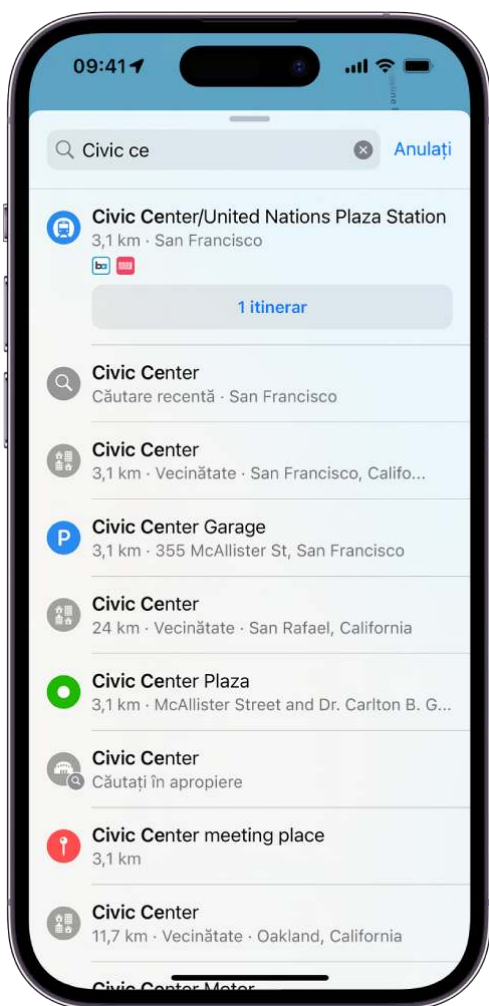 09:41
Civic ce
Anulați
Civic Center/United Nations Plaza Station
3,1 km · San Francisco
ba
1 itinerar
Civic Center
Căutare recentă · San Francisco
Civic Center
3,1 km · Vecinătate · San Francisco, Califo...
P
Civic Center Garage
3,1 km · 355 McAllister St, San Francisco
Civic Center
24 km · Vecinătate · San Rafael, California
Civic Center Plaza
3,1 km · McAllister Street and Dr. Carlton B. G...
Civic Center
Căutați în apropiere
Civic Center meeting place
3,1 km
Civic Center
11,7 km · Vecinătate · Oakland, California
Civic Center Motor